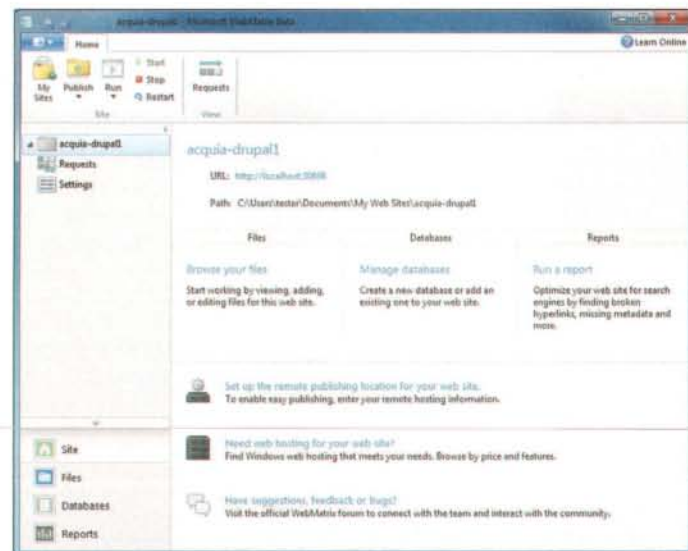 acquia-drupal1 - Microsoft WebMatrix Beta
Home
Learn Online
My Sites
Publish
Run
Start
Stop
Restart
Requests
Site
View
acquia-drupal1
Requests
Settings
acquia-drupal1
URL: http://localhost:
Path: C:\Users\tester\Documents\My Web Sites\acquia-drupal1
Files
Databases
Reports
Browse your files
Start working by viewing, adding,
or editing files for this web site.
Manage databases
Create a new database or add an
existing one to your web site.
Run a report
Optimize your web site for search
engines by finding broken
hyperlinks, missing metadata and
more.
Set up the remote publishing location for your web site.
To enable easy publishing, enter your remote hosting information.
Need web hosting for your web site?
Find Windows web hosting that meets your needs. Browse by price and features.
Have suggestions, feedback or bugs?
Visit the official WebMatrix forum to connect with the team and interact with the community.
Site
Files
Databases
Reports